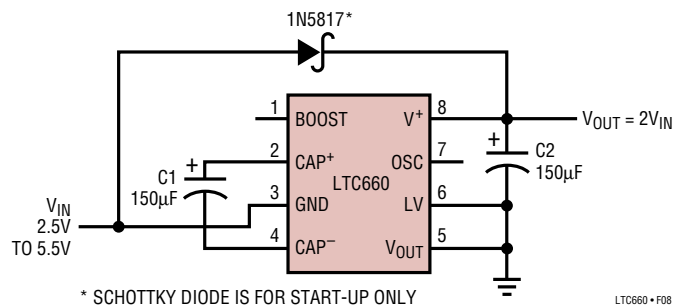 1N5817*
1 BOOST
V+ 8
VOUT = 2VIN
2 CAP+
OSC 7
+
C1
150µF
+
C2
150µF
LTC660
VIN
2.5V
TO 5.5V
3 GND
LV 6
4 CAP–
VOUT 5
* SCHOTTKY DIODE IS FOR START-UP ONLY
LTC660 • F08